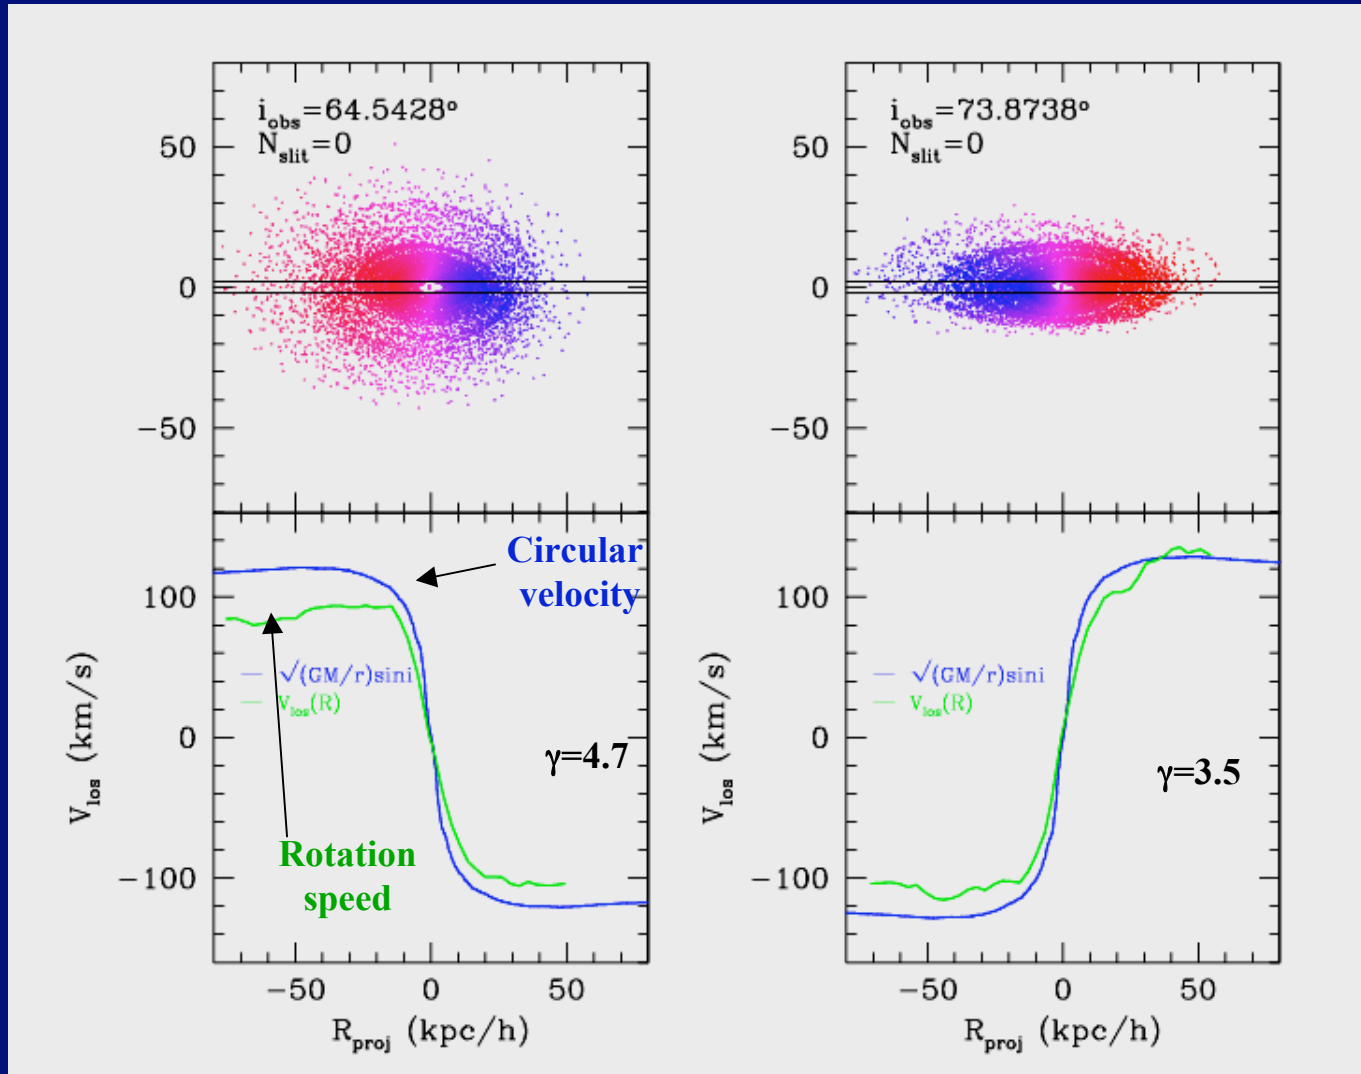 i_obs=64.5428°
N_slit=0
50
0
−50
i_obs=73.8738°
N_slit=0
50
0
−50
Circular
velocity
100
0
−100
√(GM/r)sini
V_los(R)
γ=4.7
Rotation
speed
V_los (km/s)
−50 0 50
R_proj (kpc/h)
100
0
−100
√(GM/r)sini
V_los(R)
γ=3.5
V_los (km/s)
−50 0 50
R_proj (kpc/h)